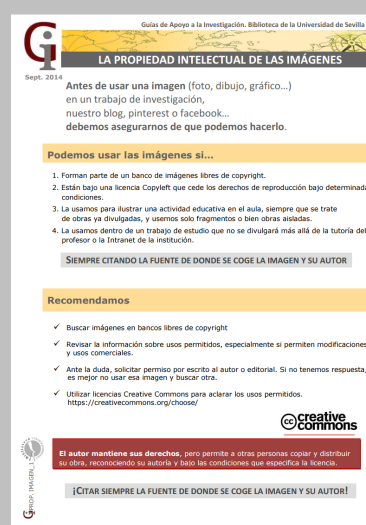 Guías de Apoyo a la Investigación. Biblioteca de la Universidad de Sevilla
Gi
LA PROPIEDAD INTELECTUAL DE LAS IMÁGENES
Sept. 2014
Antes de usar una imagen (foto, dibujo, gráfico…)
en un trabajo de investigación,
nuestro blog, pinterest o facebook…
debemos asegurarnos de que podemos hacerlo.
Podemos usar las imágenes si…
1. Forman parte de un banco de imágenes libres de copyright.
2. Están bajo una licencia Copyleft que cede los derechos de reproducción bajo determinada
condiciones.
3. La usamos para ilustrar una actividad educativa en el aula, siempre que se trate
de obras ya divulgadas, y usemos solo fragmentos o bien obras aisladas.
4. La usamos dentro de un trabajo de estudio que no se divulgará más allá de la tutoría del
profesor o la Intranet de la institución.
SIEMPRE CITANDO LA FUENTE DE DONDE SE COGE LA IMAGEN Y SU AUTOR
Recomendamos
✓ Buscar imágenes en bancos libres de copyright
✓ Revisar la información sobre usos permitidos, especialmente si permiten modificaciones
y usos comerciales.
✓ Ante la duda, solicitar permiso por escrito al autor o editorial. Si no tenemos respuesta,
es mejor no usar esa imagen y buscar otra.
✓ Utilizar licencias Creative Commons para aclarar los usos permitidos.
https://creativecommons.org/choose/
cc creative
commons
El autor mantiene sus derechos, pero permite a otras personas copiar y distribuir
su obra, reconociendo su autoría y bajo las condiciones que especifica la licencia.
¡CITAR SIEMPRE LA FUENTE DE DONDE SE COGE LA IMAGEN Y SU AUTOR!
PROP. IMAGEN_1